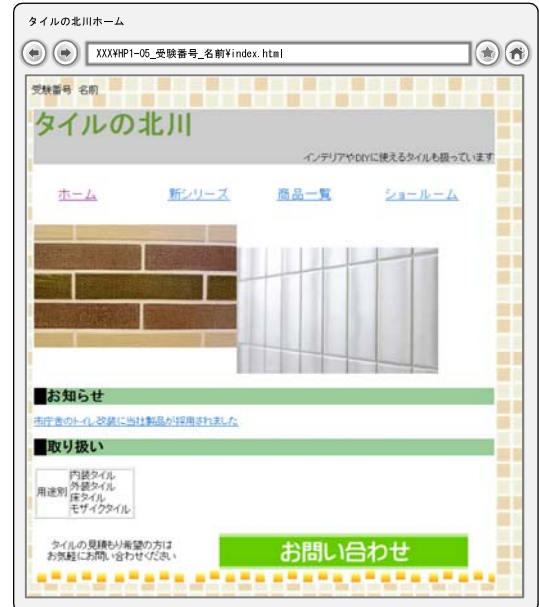 タイルの北川ホーム
XXX¥HP1-05_受験番号_名前¥index.html
受験番号 名前
タイルの北川
インテリアやDIYに使えるタイルも扱っています
ホーム 新シリーズ 商品一覧 ショールーム
お知らせ
市庁舎のトイレ改装に当社製品が採用されました
取り扱い
用途別
内装タイル
外装タイル
床タイル
モザイクタイル
タイルの見積もり希望の方は
お気軽にお問い合わせください
お問い合わせ